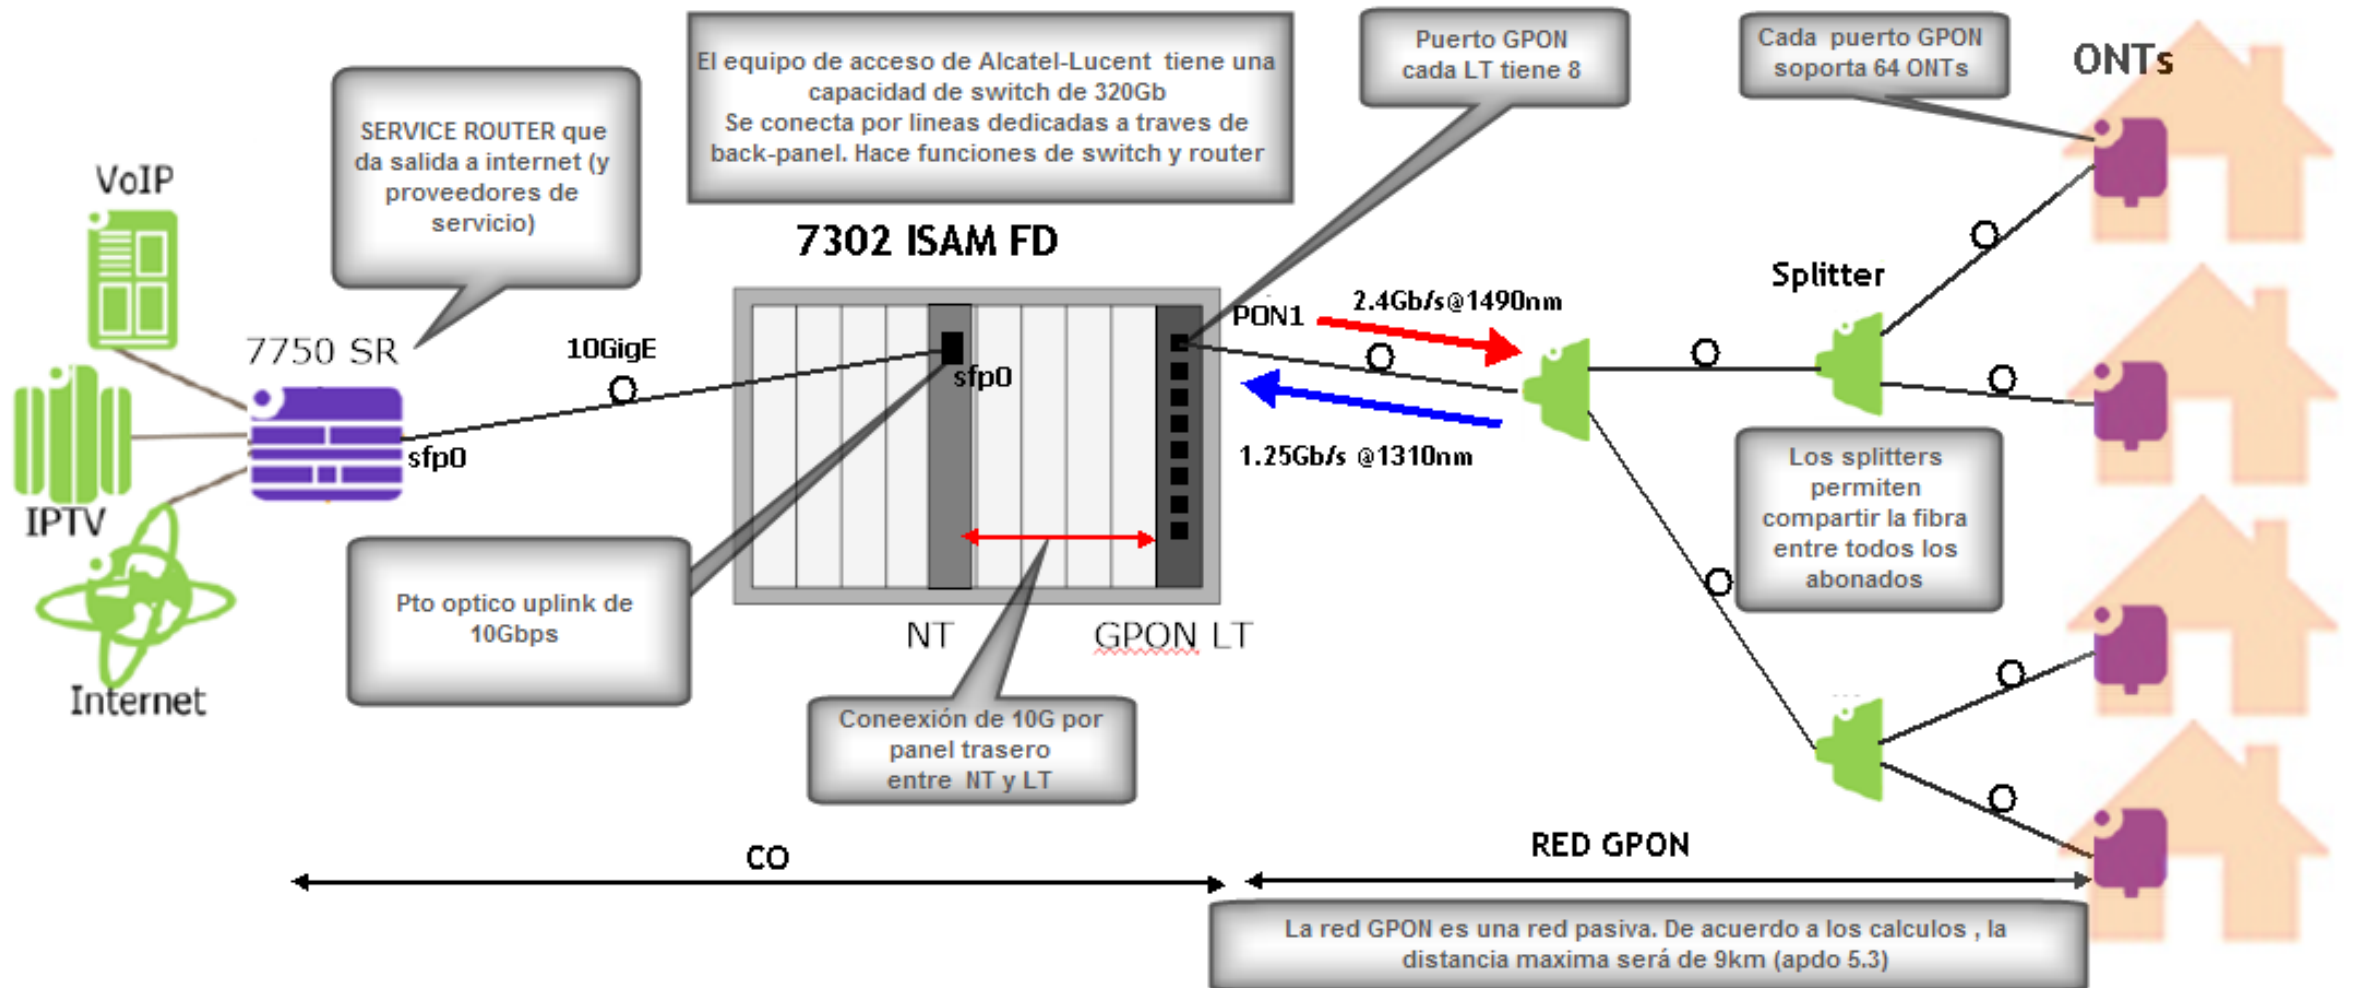 El equipo de acceso de Alcatel-Lucent tiene una
capacidad de switch de 320Gb
Se conecta por lineas dedicadas a traves de
back-panel. Hace funciones de switch y router
Puerto GPON
cada LT tiene 8
Cada puerto GPON
soporta 64 ONTs
ONTs
SERVICE ROUTER que
da salida a internet (y
proveedores de
servicio)
VoIP
7302 ISAM FD
Splitter
PON1
2.4Gb/s@1490nm
7750 SR
10GigE
sfp0
sfp0
1.25Gb/s @1310nm
IPTV
Los splitters
permiten
compartir la fibra
entre todos los
abonados
Pto optico uplink de
10Gbps
NT
GPON LT
Internet
Coneexión de 10G por
panel trasero
entre NT y LT
CO
RED GPON
La red GPON es una red pasiva. De acuerdo a los calculos , la
distancia maxima será de 9km (apdo 5.3)